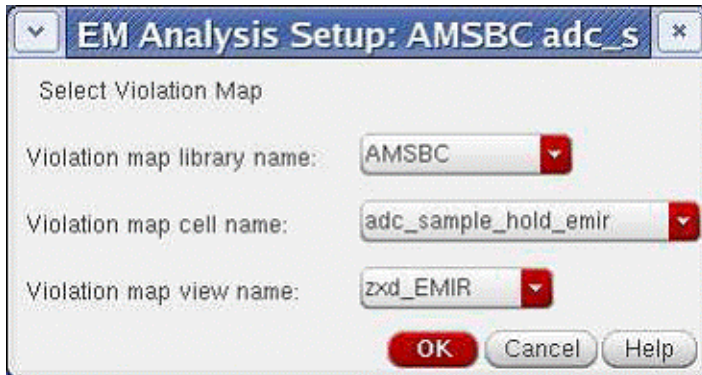 EM Analysis Setup: AMSBC adc_s
Select Violation Map
Violation map library name: AMSBC
Violation map cell name: adc_sample_hold_emir
Violation map view name: zxd_EMIR
OK Cancel Help